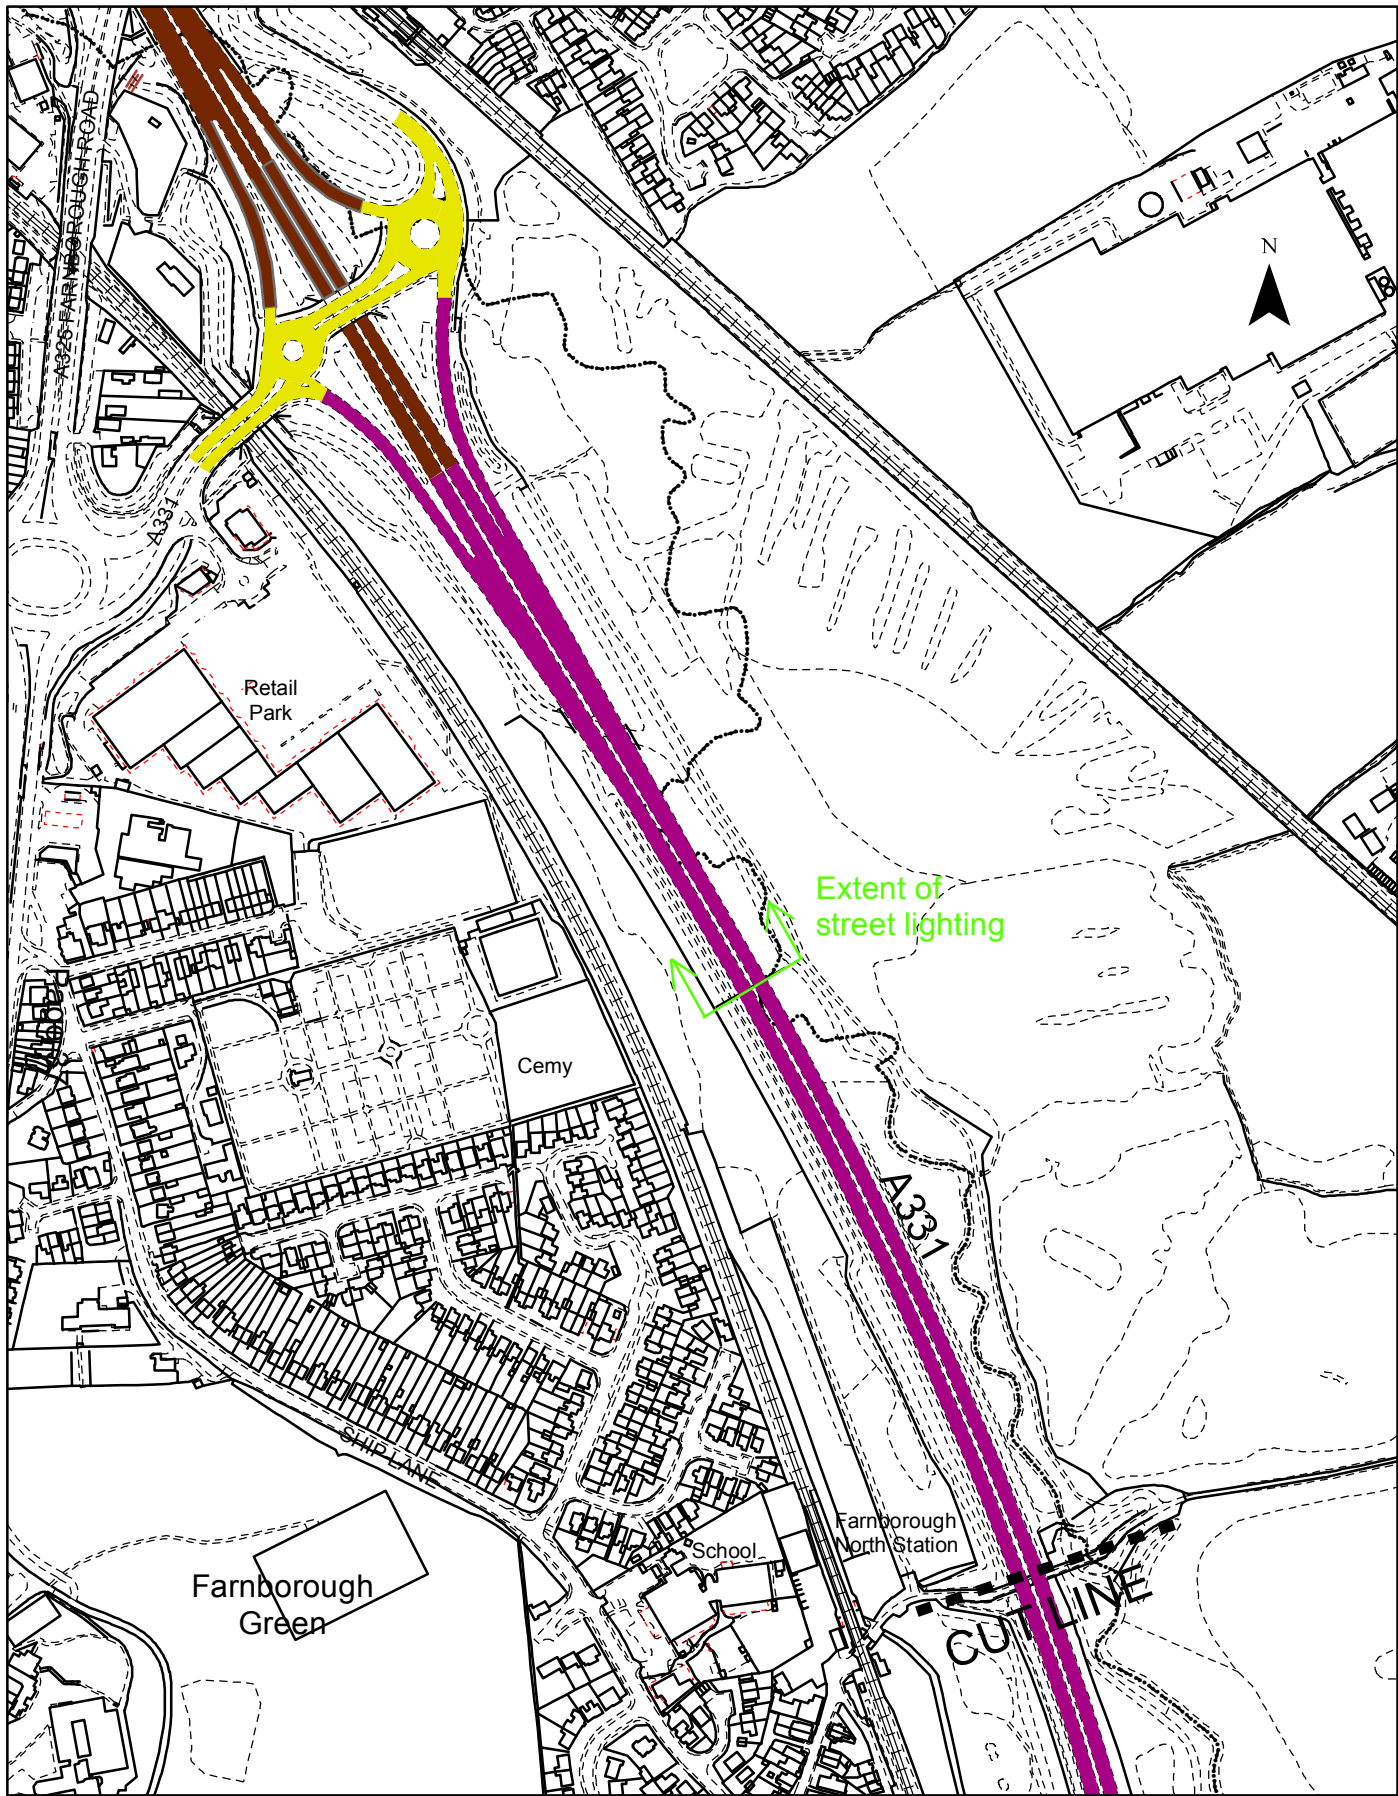 A325 FARNBOROUGH ROAD
N
A331
Retail
Park
Extent of
street lighting
Cemy
A331
SHIP LANE
Farnborough
North Station
School
Farnborough
Green
CUT LINE